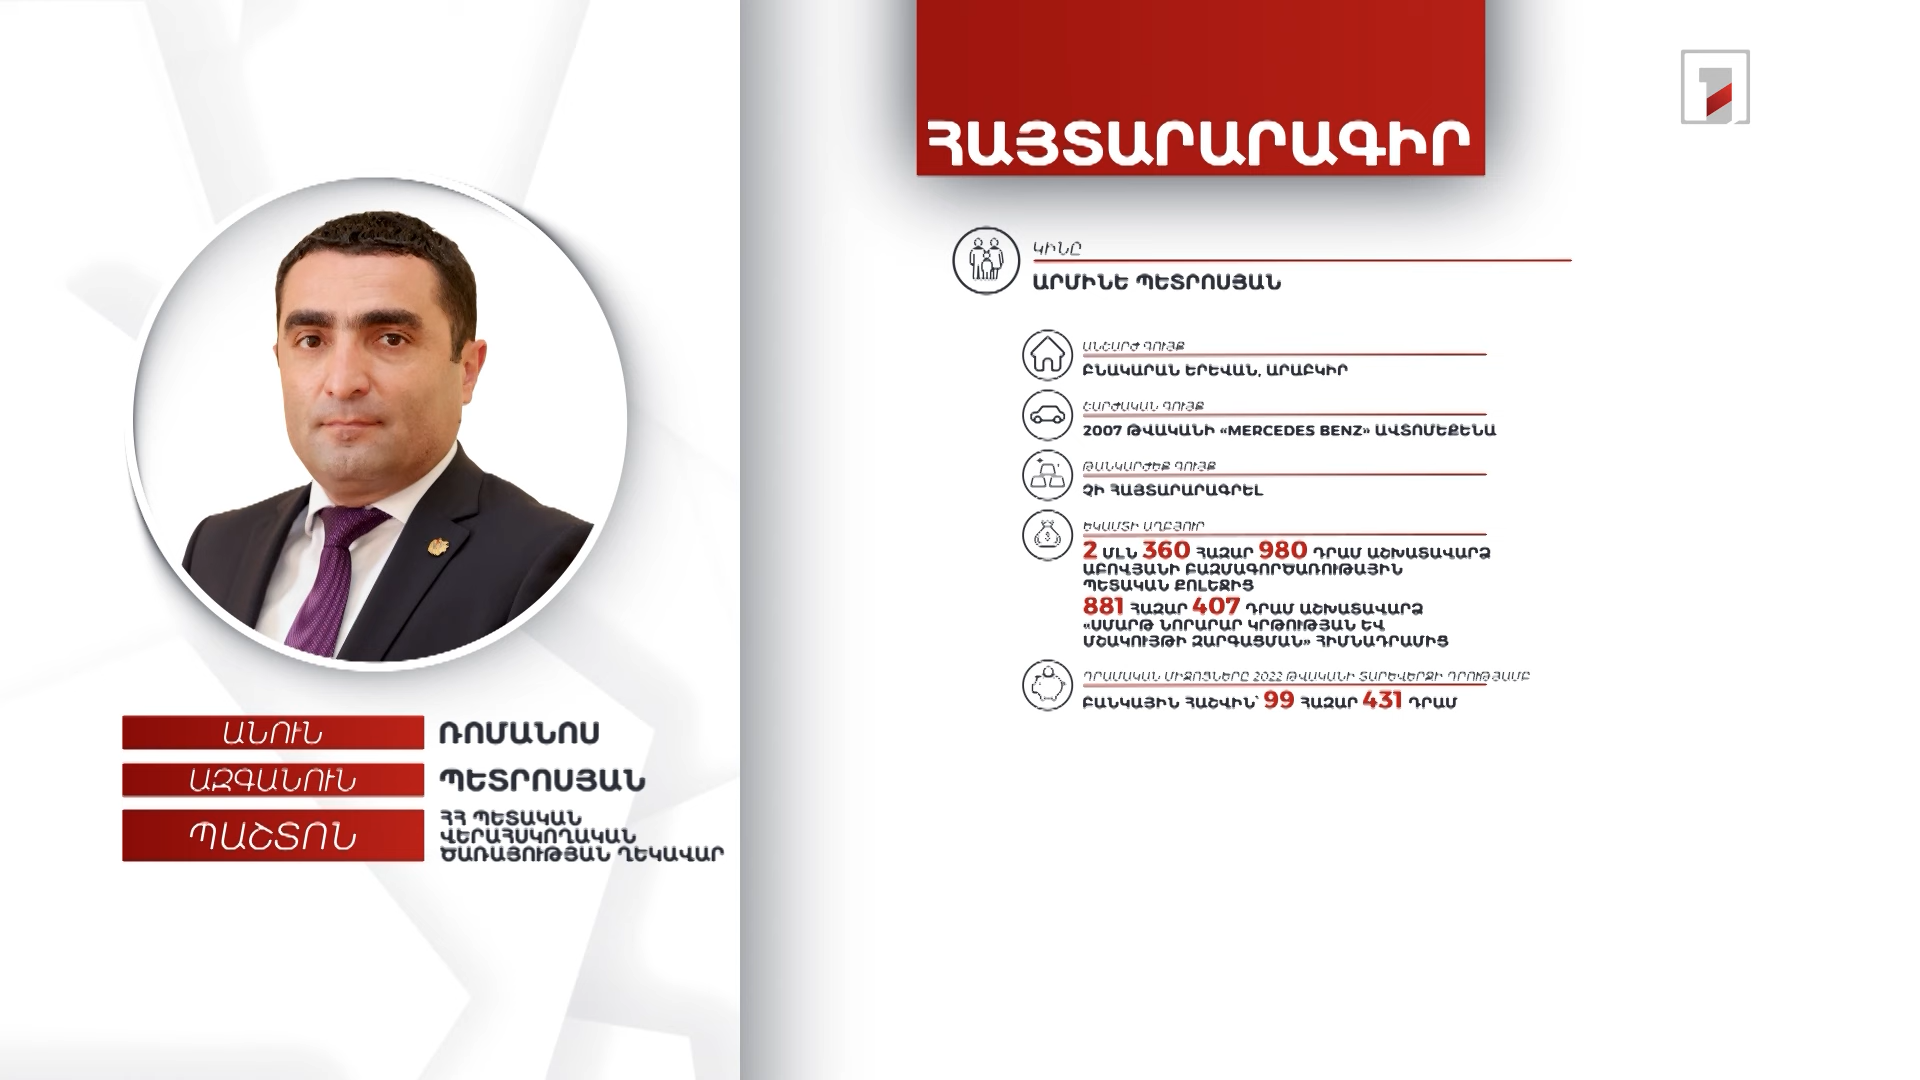 ՀԱՅՏԱՐԱՐԱԳԻՐ
ԿԻՆԸ
ԱՐՄԻՆԵ ՊԵՏՐՈՍՅԱՆ
ԱՆՇԱՐԺ ԳՈՒՅՔ
ԲՆԱԿԱՐԱՆ ԵՐԵՎԱՆ, ԱՐԱԲԿԻՐ
ՇԱՐԺԱԿԱՆ ԳՈՒՅՔ
2007 ԹՎԱԿԱՆԻ «MERCEDES BENZ» ԱՎՏՈՄԵՔԵՆԱ
ԹԱՆԿԱՐԺԵՔ ԳՈՒՅՔ
ՉԻ ՀԱՅՏԱՐԱՐԱԳՐԵԼ
ԵԿԱՄՏԻ ԱՂԲՅՈՒՐ
2 ՄԼՆ 360 ՀԱԶԱՐ 980 ԴՐԱՄ ԱՇԽԱՏԱՎԱՐՁ
ԱԲՈՎՅԱՆԻ ԲԱԶՄԱԳՈՐԾԱՌՈՒԹԱՅԻՆ
ՊԵՏԱԿԱՆ ՔՈԼԵՋԻՑ
881 ՀԱԶԱՐ 407 ԴՐԱՄ ԱՇԽԱՏԱՎԱՐՁ
«ՍՄԱՐԹ ՆՈՐԱՐԱՐ ԿՐԹՈՒԹՅԱՆ ԵՎ
ՄՇԱԿՈՒՅԹԻ ԶԱՐԳԱՑՄԱՆ» ՀԻՄՆԱԴՐԱՄԻՑ
ԴՐԱՄԱԿԱՆ ՄԻՋՈՑՆԵՐԸ 2022 ԹՎԱԿԱՆԻ ՏԱՐԵՎԵՐՋԻ ԴՐՈՒԹՅԱՄԲ
ԲԱՆԿԱՅԻՆ ՀԱՇՎԻՆ՝ 99 ՀԱԶԱՐ 431 ԴՐԱՄ
ԱՆՈՒՆ ՌՈՄԱՆՈՍ
ԱԶԳԱՆՈՒՆ ՊԵՏՐՈՍՅԱՆ
ՊԱՇՏՈՆ ՀՀ ՊԵՏԱԿԱՆ
ՎԵՐԱՀՍԿՈՂԱԿԱՆ
ԾԱՌԱՅՈՒԹՅԱՆ ՂԵԿԱՎԱՐ